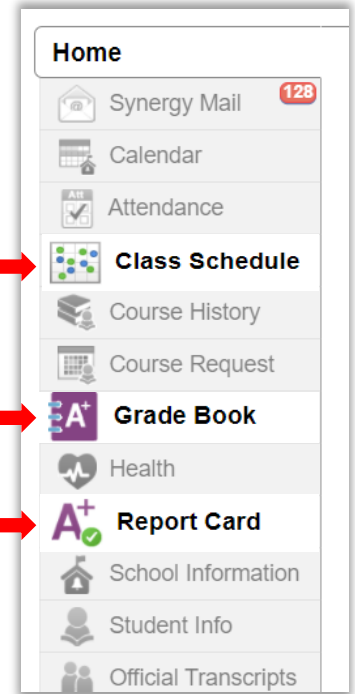 Home
Synergy Mail 128
Calendar
Att
Attendance
Class Schedule
Course History
Course Request
A+ Grade Book
Health
A+ Report Card
School Information
Student Info
Official Transcripts